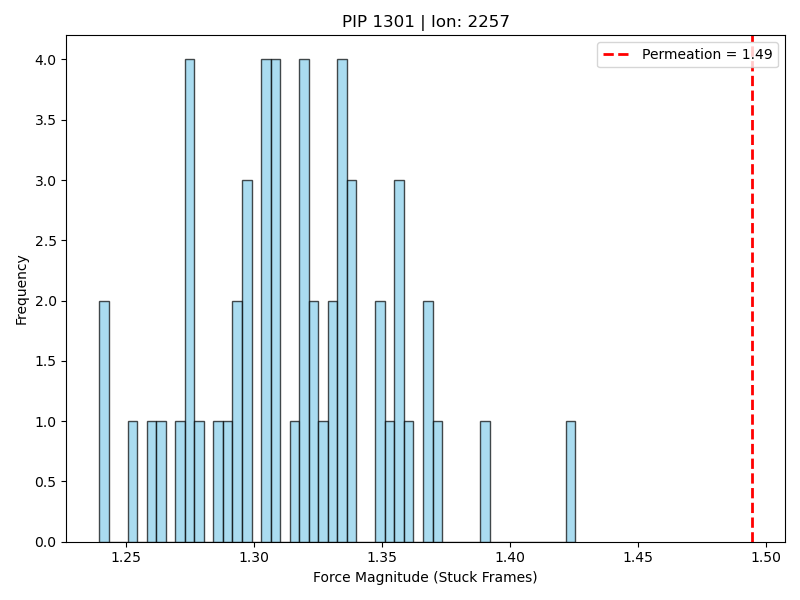 PIP 1301 | Ion: 2257
Permeation = 1.49
4.0
3.5
3.0
2.5
2.0
1.5
1.0
0.5
0.0
Frequency
1.25 1.30 1.35 1.40 1.45 1.50
Force Magnitude (Stuck Frames)